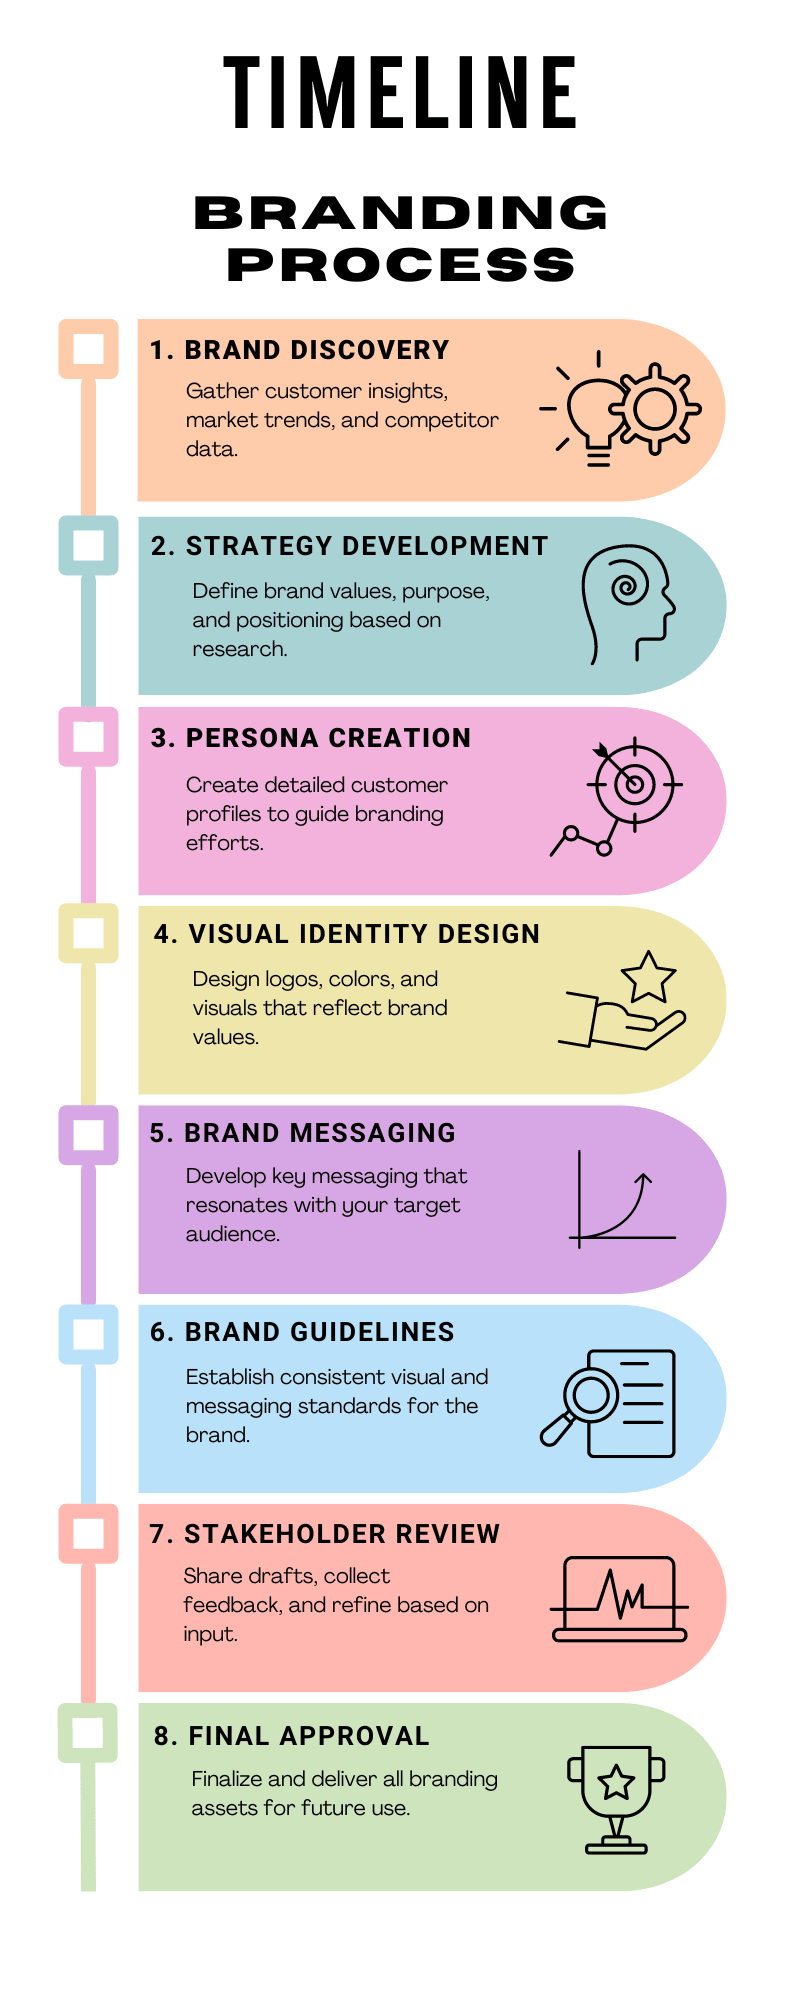 TIMELINE
BRANDING
PROCESS
1. BRAND DISCOVERY
Gather customer insights,
market trends, and competitor
data.
2. STRATEGY DEVELOPMENT
Define brand values, purpose,
and positioning based on
research.
3. PERSONA CREATION
Create detailed customer
profiles to guide branding
efforts.
4. VISUAL IDENTITY DESIGN
Design logos, colors, and
visuals that reflect brand
values.
5. BRAND MESSAGING
Develop key messaging that
resonates with your target
audience.
6. BRAND GUIDELINES
Establish consistent visual and
messaging standards for the
brand.
7. STAKEHOLDER REVIEW
Share drafts, collect
feedback, and refine based on
input.
8. FINAL APPROVAL
Finalize and deliver all branding
assets for future use.